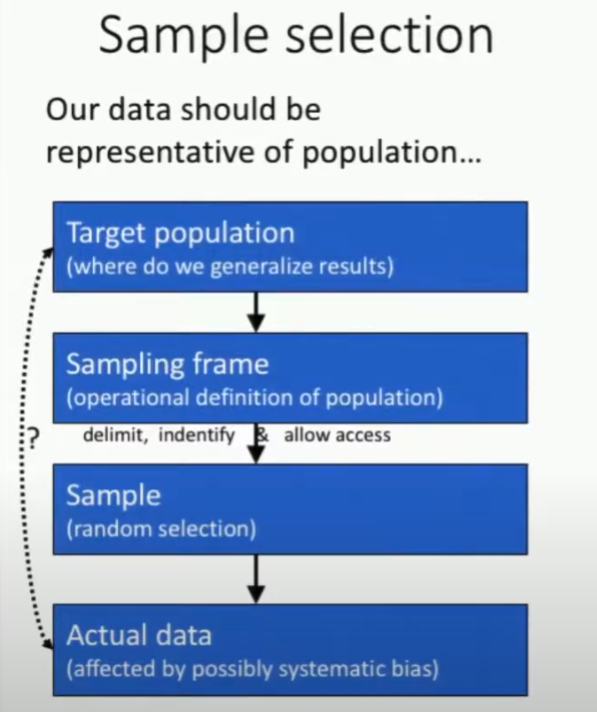 Sample selection
Our data should be
representative of population...
Target population
(where do we generalize results)
Sampling frame
(operational definition of population)
? delimit, indentify & allow access
Sample
(random selection)
Actual data
(affected by possibly systematic bias)